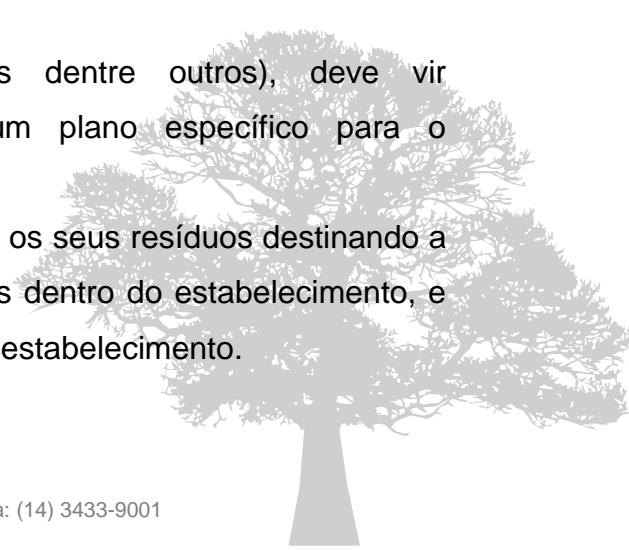 s dentre outros), deve vir
um plano específico para o
os seus resíduos destinando a
s dentro do estabelecimento, e
estabelecimento.
a: (14) 3433-9001